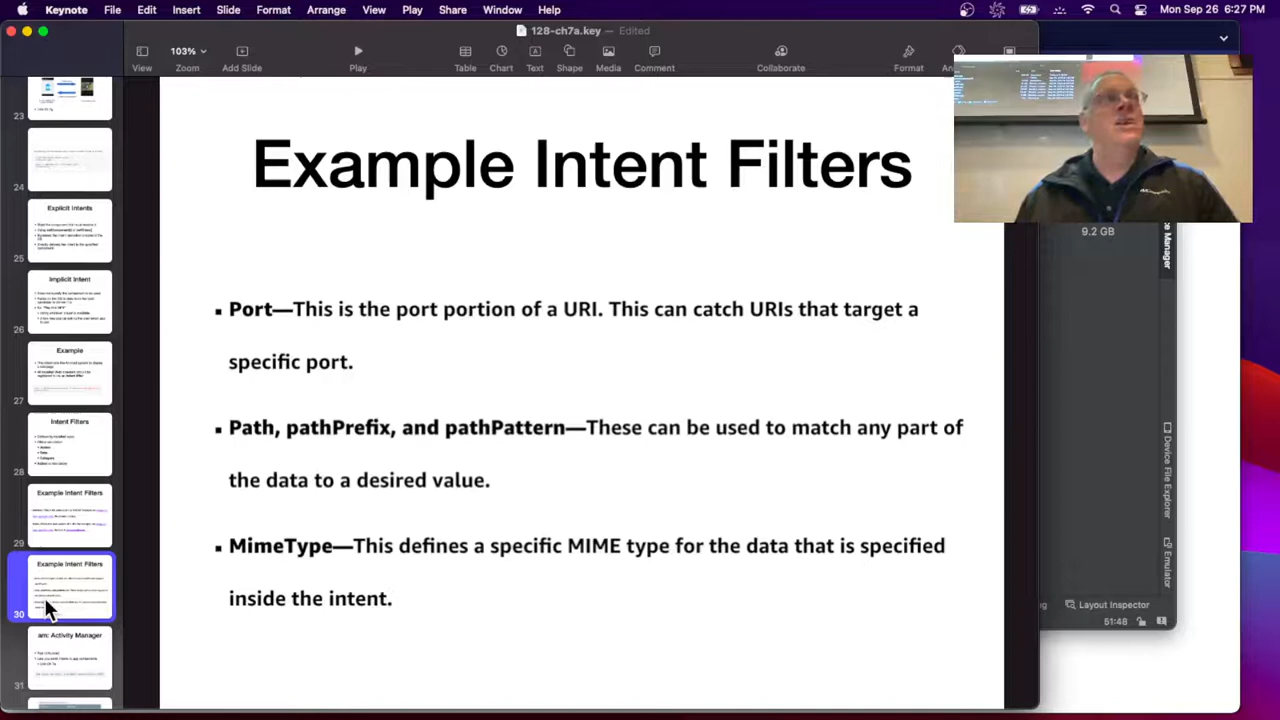 Keynote File Edit Insert Slide Format Arrange View Play Share Window Help Mon Sep 26 6:27 PM
128-ch7a.key — Edited
103%
View Zoom Add Slide Play Table Chart Text Shape Media Comment Collaborate Format
23
24
Explicit Intents
25
Implicit Intent
26
Example
27
Intent Filters
28
Example Intent Filters
29
Example Intent Filters
30
am: Activity Manager
31
Example Intent Filters
Port—This is the port portion of a URI. This can catch URIs that target a
specific port.
Path, pathPrefix, and pathPattern—These can be used to match any part of
the data to a desired value.
MimeType—This defines a specific MIME type for the data that is specified
inside the intent.
9.2 GB
Device File Explorer
Emulator
Layout Inspector
51:48